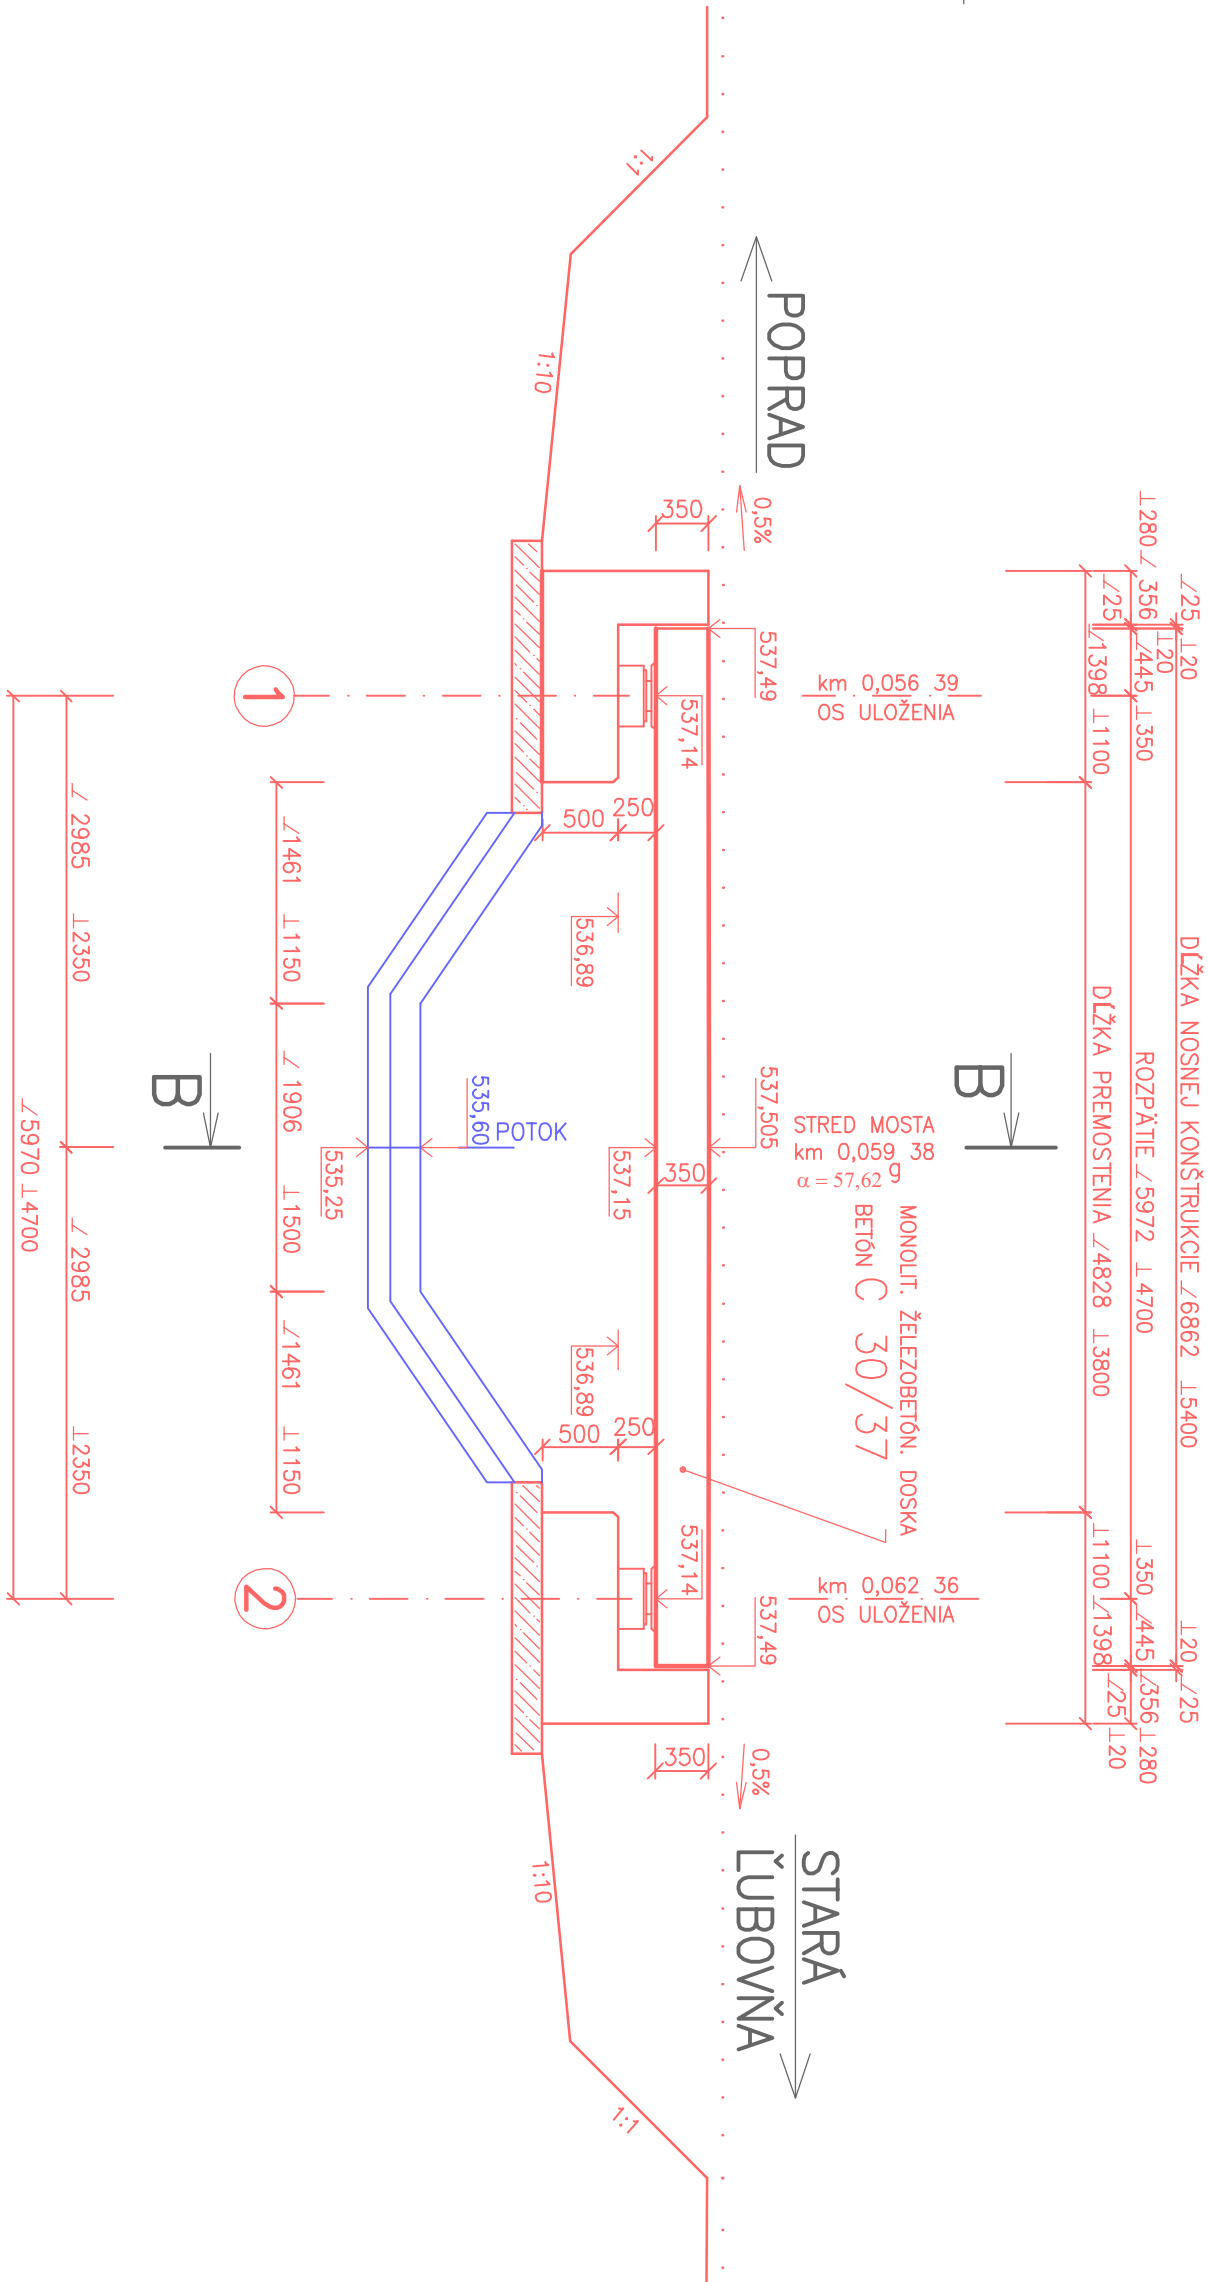 DĹŽKA NOSNEJ KONŠTRUKCIE ∠6862 ⊥5400
∠25 ⊥20
⊥20 ∠25
ROZPÄTIE ∠5972 ⊥4700
⊥280 ∠356
⊥20
∠445 ⊥350
⊥350 ∠445
∠356 ⊥280
DĹŽKA PREMOSTENIA ∠4828 ⊥3800
∠25
∠1398 ⊥1100
⊥1100 ∠1398
∠25 ⊥20
B
B
km 0,056 39
OS ULOŽENIA
STRED MOSTA
km 0,059 38
α = 57,62 g
km 0,062 36
OS ULOŽENIA
MONOLIT. ŽELEZOBETÓN. DOSKA
BETÓN C 30/37
POPRAD
STARÁ
ĽUBOVŇA
0,5%
0,5%
537,49
537,505
537,49
350
350
350
537,14
537,15
537,14
250
500
250
500
536,89
536,89
1:1
1:10
1:10
1:1
POTOK
535,60
535,25
1
2
∠1461 ⊥1150
∠1906 ⊥1500
∠1461 ⊥1150
∠2985 ⊥2350
∠2985 ⊥2350
∠5970 ⊥4700